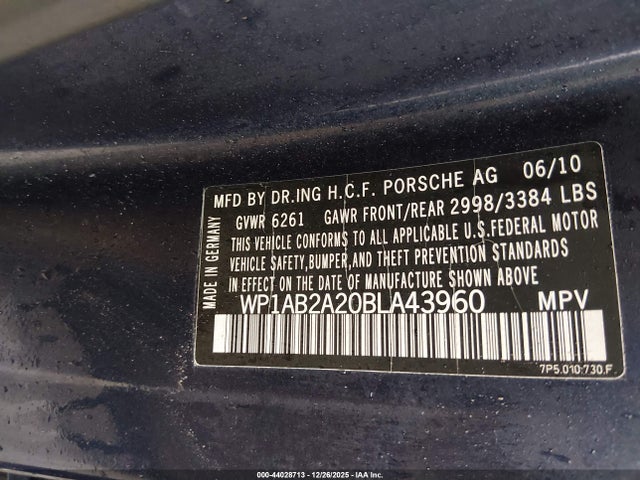 MFD BY DR.ING H.C.F. PORSCHE AG 06/10
GVWR 6261 GAWR FRONT/REAR 2998/3384 LBS
THIS VEHICLE CONFORMS TO ALL APPLICABLE U.S.FEDERAL MOTOR
VEHICLE SAFETY,BUMPER,AND THEFT PREVENTION STANDARDS
IN EFFECT ON THE DATE OF MANUFACTURE SHOWN ABOVE.
WP1AB2A20BLA43960 MPV
MADE IN GERMANY
7P5.010.730.F
000-44028713 - 12/26/2025 - IAA Inc.